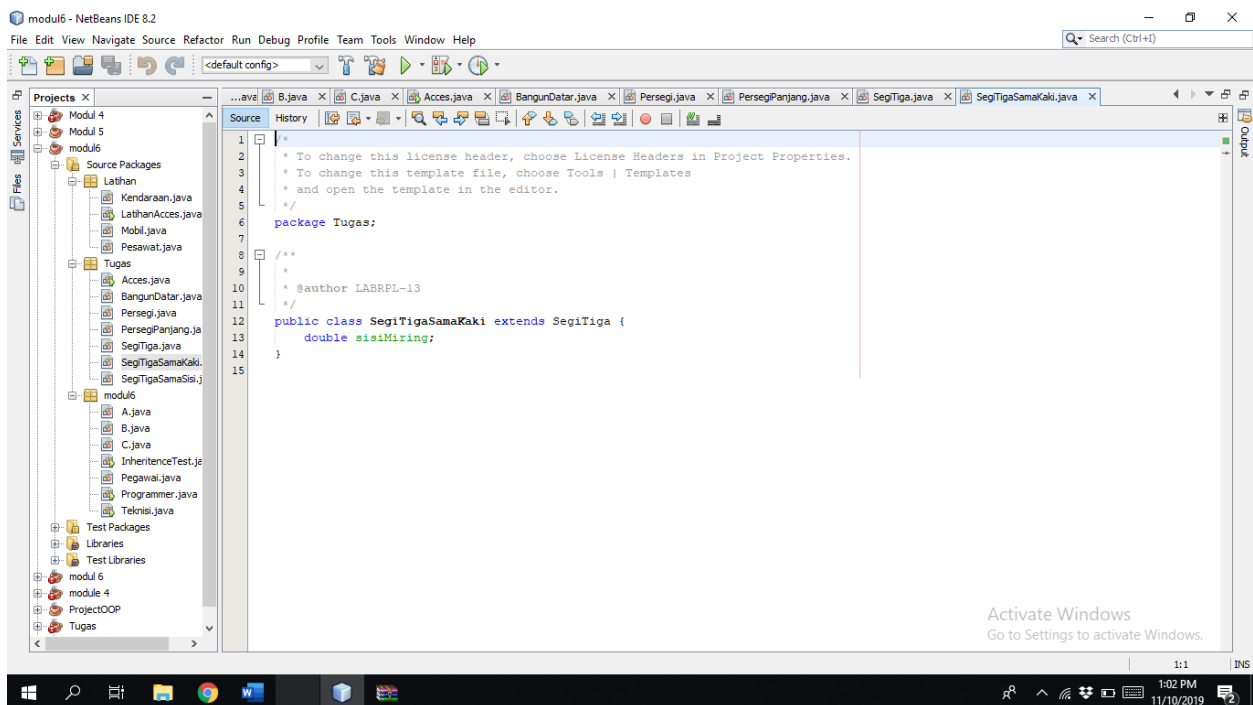 modul6 - NetBeans IDE 8.2
File Edit View Navigate Source Refactor Run Debug Profile Team Tools Window Help
Search (Ctrl+I)
<default config>
Projects
...ava B.java C.java Acces.java BangunDatar.java Persegi.java PersegiPanjang.java SegiTiga.java SegiTigaSamaKaki.java
Services
Files
Output
Modul 4
Modul 5
modul6
Source Packages
Latihan
Kendaraan.java
LatihanAcces.java
Mobil.java
Pesawat.java
Tugas
Acces.java
BangunDatar.java
Persegi.java
PersegiPanjang.ja
SegiTiga.java
SegiTigaSamaKaki.
SegiTigaSamaSisi.j
modul6
A.java
B.java
C.java
InheritenceTest.ja
Pegawai.java
Programmer.java
Teknisi.java
Test Packages
Libraries
Test Libraries
modul 6
module 4
ProjectOOP
Tugas
Source History
1 /*
2 * To change this license header, choose License Headers in Project Properties.
3 * To change this template file, choose Tools | Templates
4 * and open the template in the editor.
5 */
6 package Tugas;
7
8 /**
9 *
10 * @author LABRPL-13
11 */
12 public class SegiTigaSamaKaki extends SegiTiga {
13 double sisiMiring;
14 }
15
Activate Windows
Go to Settings to activate Windows.
1:1 INS
1:02 PM
11/10/2019
2